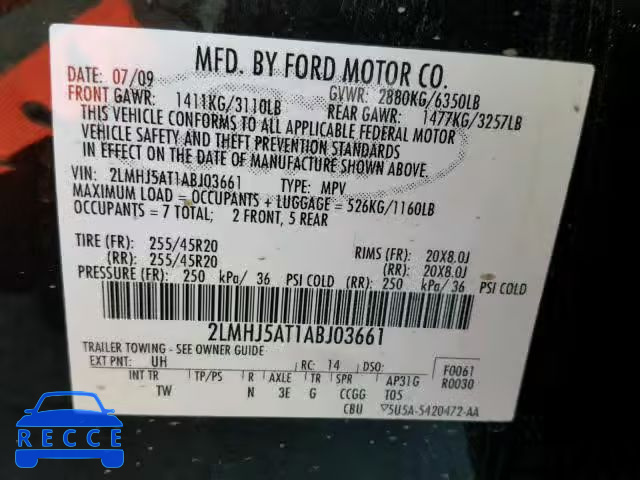 MFD. BY FORD MOTOR CO.
DATE: 07/09 GVWR: 2880KG/6350LB
FRONT GAWR: 1411KG/3110LB REAR GAWR: 1477KG/3257LB
THIS VEHICLE CONFORMS TO ALL APPLICABLE FEDERAL MOTOR
VEHICLE SAFETY AND THEFT PREVENTION STANDARDS
IN EFFECT ON THE DATE OF MANUFACTURE SHOWN ABOVE.
VIN: 2LMHJ5AT1ABJ03661 TYPE: MPV
MAXIMUM LOAD = OCCUPANTS + LUGGAGE = 526KG/1160LB
OCCUPANTS = 7 TOTAL; 2 FRONT, 5 REAR
TIRE (FR): 255/45R20 RIMS (FR): 20X8.0J
(RR): 255/45R20 (RR): 20X8.0J
PRESSURE (FR): 250 kPa/ 36 PSI COLD (RR): 250 kPa/ 36 PSI COLD
2LMHJ5AT1ABJ03661
TRAILER TOWING - SEE OWNER GUIDE
EXT PNT: UH RC: 14 DSO: F0061
INT TR TP/PS R AXLE TR SPR AP31G R0030
TW N 3E G CCGG T05
CBU 5U5A-5420472-AA
RECCE